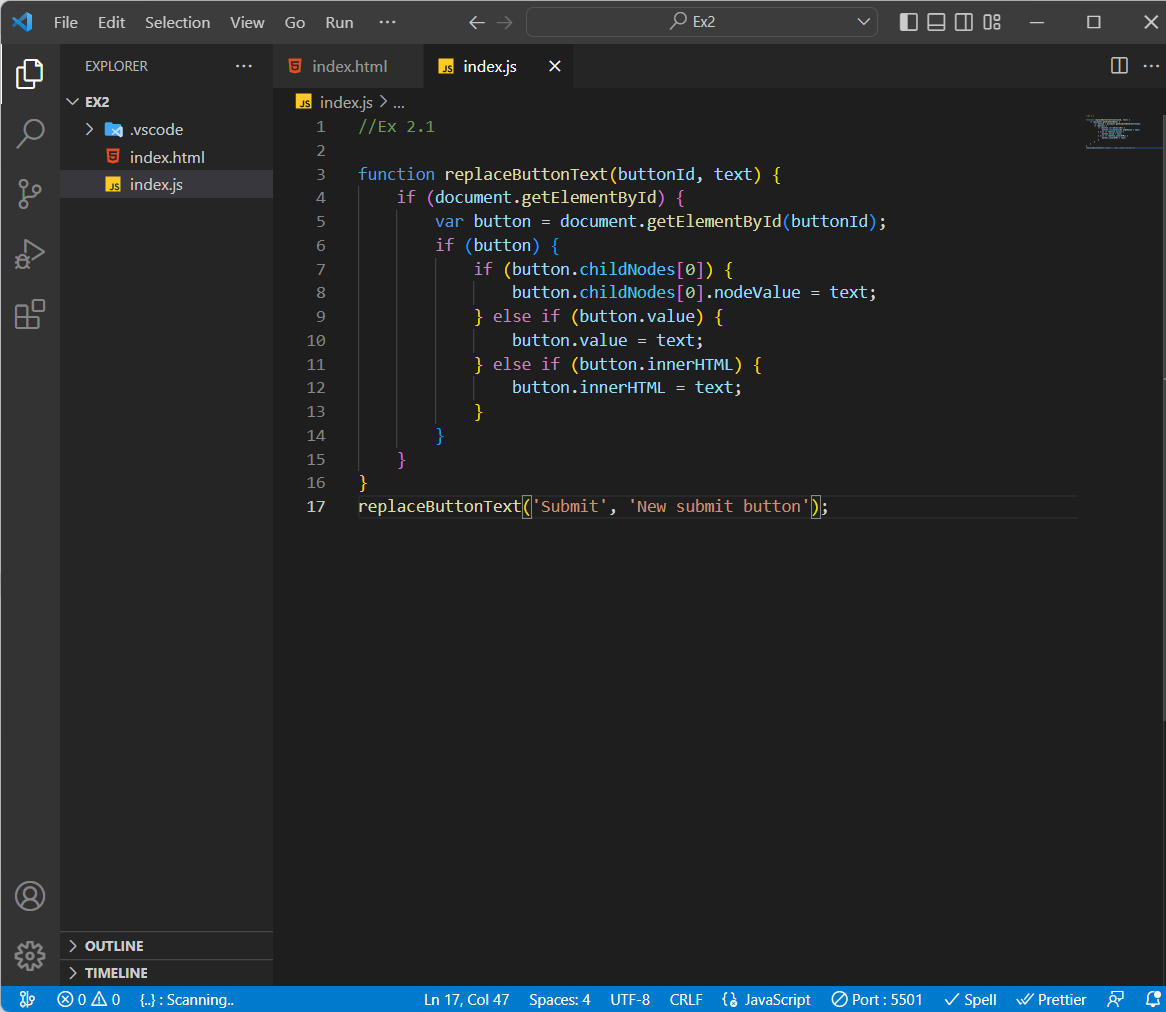 File Edit Selection View Go Run ··· Ex2
EXPLORER ···
EX2
.vscode
index.html
index.js
OUTLINE
TIMELINE
index.html JS index.js
JS index.js > ...
1 //Ex 2.1
2
3 function replaceButtonText(buttonId, text) {
4     if (document.getElementById) {
5         var button = document.getElementById(buttonId);
6         if (button) {
7             if (button.childNodes[0]) {
8                 button.childNodes[0].nodeValue = text;
9             } else if (button.value) {
10                 button.value = text;
11             } else if (button.innerHTML) {
12                 button.innerHTML = text;
13             }
14         }
15     }
16 }
17 replaceButtonText('Submit', 'New submit button');
0 0 {..} : Scanning.. Ln 17, Col 47 Spaces: 4 UTF-8 CRLF JavaScript Port : 5501 Spell Prettier